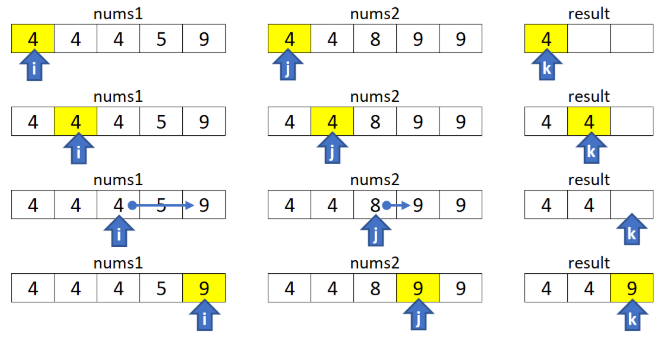 nums1 nums2 result
4 4 4 5 9 4 4 8 9 9 4
i j k
nums1 nums2 result
4 4 4 5 9 4 4 8 9 9 4 4
i j k
nums1 nums2 result
4 4 4 5 9 4 4 8 9 9 4 4
i j k
nums1 nums2 result
4 4 4 5 9 4 4 8 9 9 4 4 9
i j k